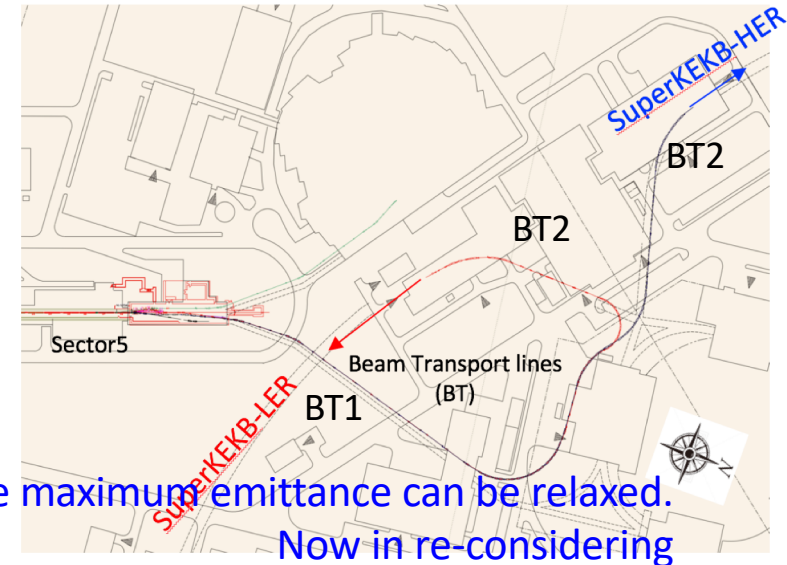 SuperKEKB-HER
BT2
BT2
Sector5
Beam Transport lines
(BT)
BT1
SuperKEKB-LER
N
e maximum emittance can be relaxed.
Now in re-considering